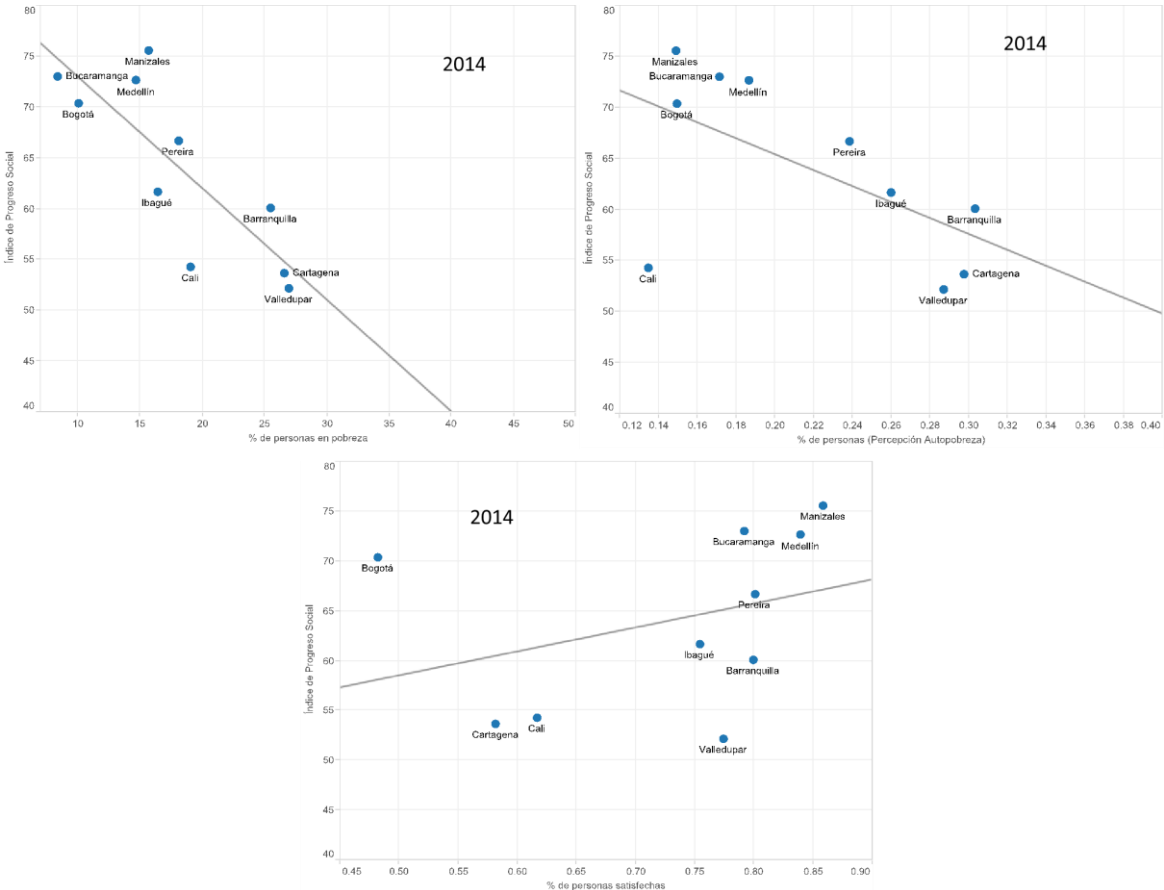 80
75
70
65
60
55
50
45
40
Índice de Progreso Social
2014
Manizales
Bucaramanga
Medellín
Bogotá
Pereira
Ibagué
Barranquilla
Cali
Cartagena
Valledupar
10
15
20
25
30
35
40
45
50
% de personas en pobreza
80
75
70
65
60
55
50
45
40
Índice de Progreso Social
2014
Manizales
Bucaramanga
Medellín
Bogotá
Pereira
Ibagué
Barranquilla
Cali
Cartagena
Valledupar
0.12 0.14 0.16 0.18 0.20 0.22 0.24 0.26 0.28 0.30 0.32 0.34 0.36 0.38 0.40
% de personas (Percepción Autopobreza)
80
75
70
65
60
55
50
45
40
Índice de Progreso Social
2014
Manizales
Bucaramanga
Medellín
Bogotá
Pereira
Ibagué
Barranquilla
Cartagena
Cali
Valledupar
0.45 0.50 0.55 0.60 0.65 0.70 0.75 0.80 0.85 0.90
% de personas satisfechas